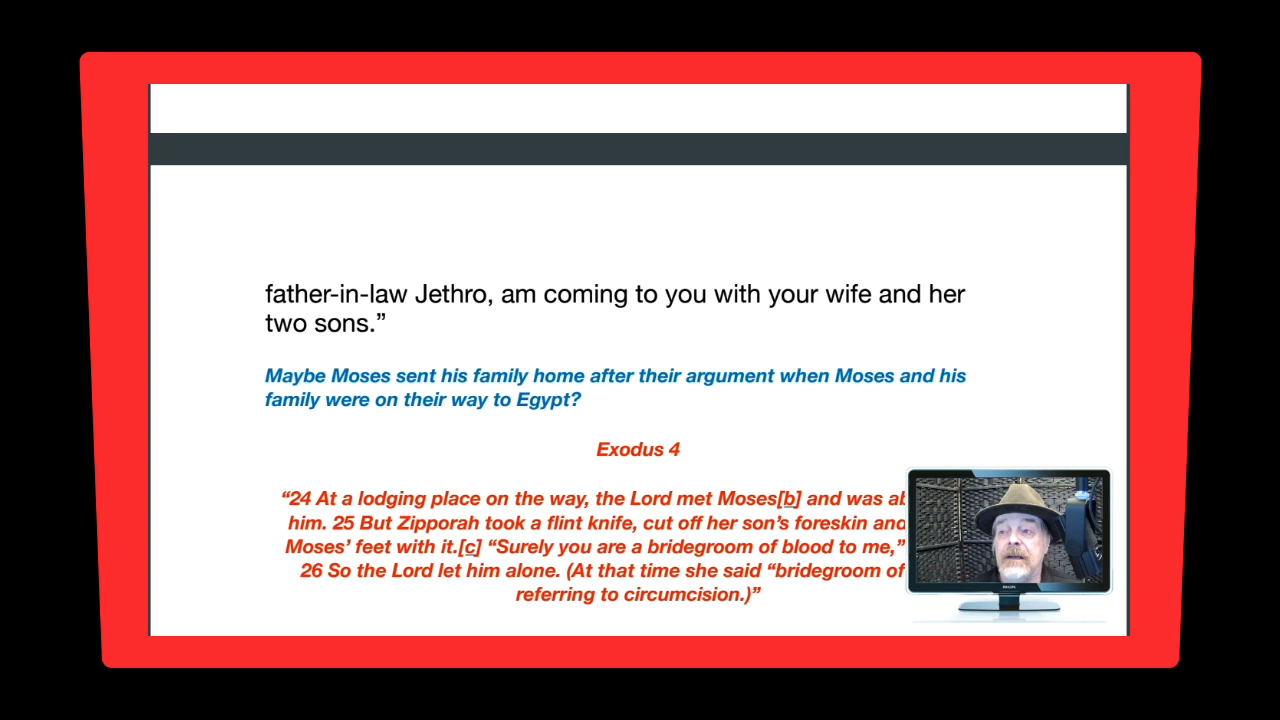 father-in-law Jethro, am coming to you with your wife and her
two sons.”
Maybe Moses sent his family home after their argument when Moses and his
family were on their way to Egypt?
Exodus 4
“24 At a lodging place on the way, the Lord met Moses[b] and was
him. 25 But Zipporah took a flint knife, cut off her son’s foreskin and
Moses’ feet with it.[c] “Surely you are a bridegroom of blood to me,”
26 So the Lord let him alone. (At that time she said “bridegroom of
referring to circumcision.)”
PHILIPS